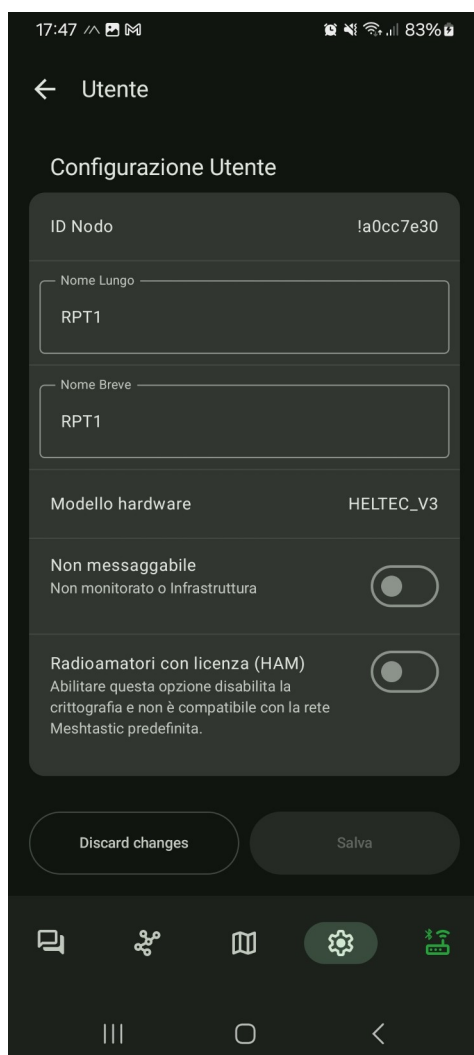 17:47
83%
Utente
Configurazione Utente
ID Nodo
!a0cc7e30
Nome Lungo
RPT1
Nome Breve
RPT1
Modello hardware
HELTEC_V3
Non messaggabile
Non monitorato o Infrastruttura
Radioamatori con licenza (HAM)
Abilitare questa opzione disabilita la
crittografia e non è compatibile con la rete
Meshtastic predefinita.
Discard changes
Salva